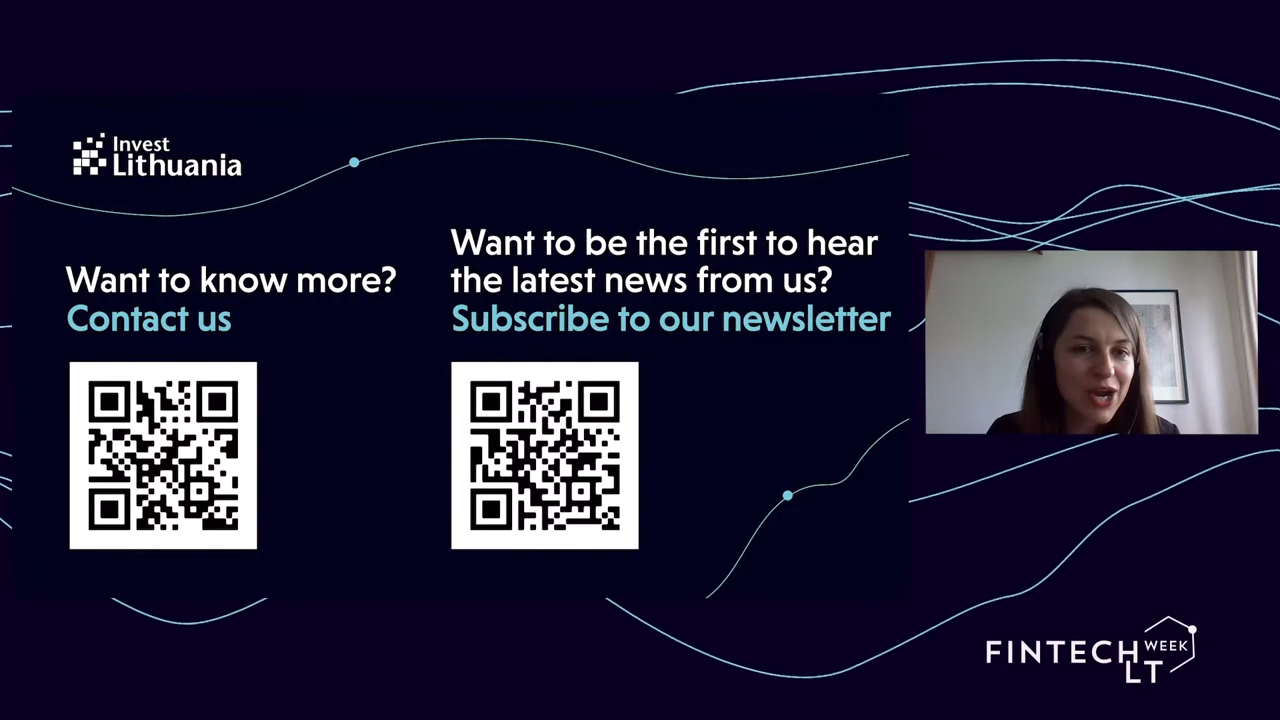 Invest
Lithuania
Want to know more?
Contact us
Want to be the first to hear
the latest news from us?
Subscribe to our newsletter
FINTECH WEEK
LT